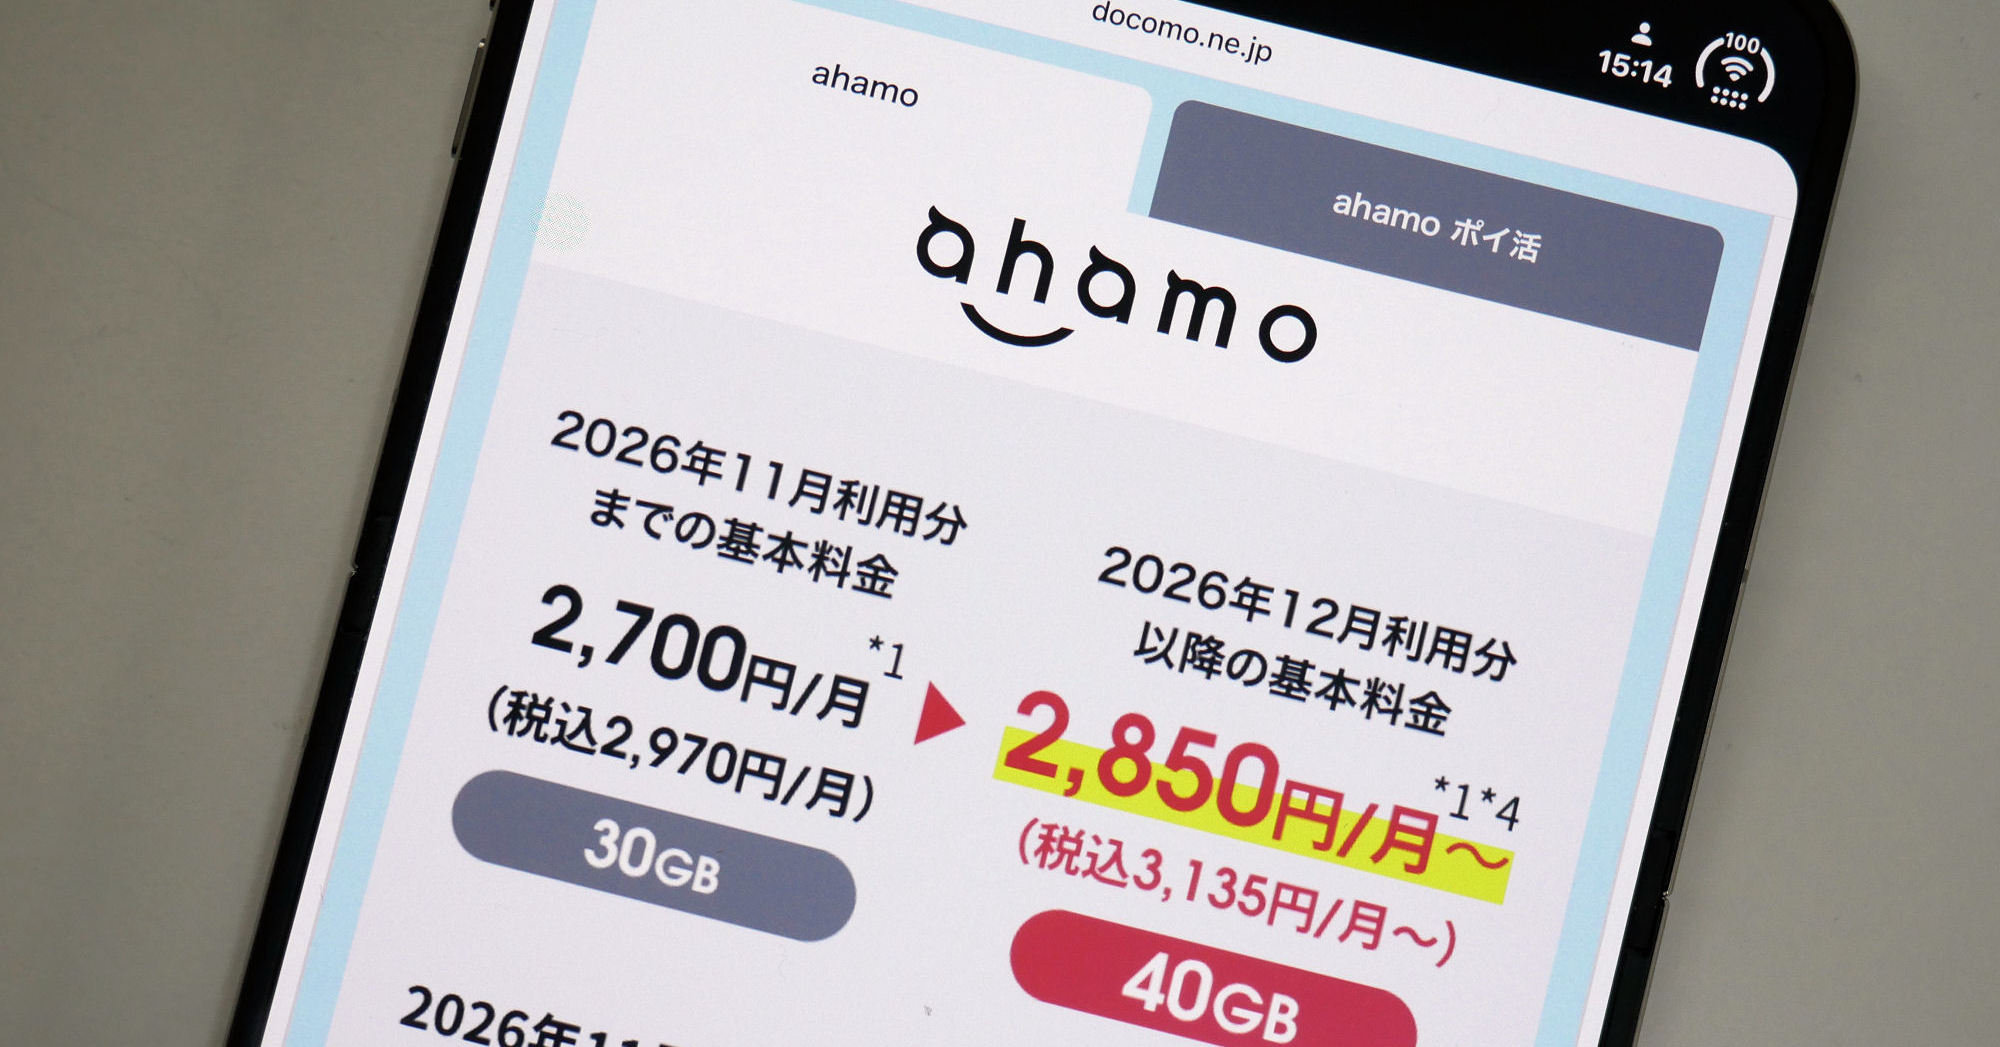 docomo.ne.jp
15:14
100
ahamo
ahamo ポイ活
ahamo
2026年11月利用分
までの基本料金
2,700円/月*1
(税込2,970円/月)
30GB
2026年12月利用分
以降の基本料金
2,850円/月～*1*4
(税込3,135円/月～)
40GB
2026年11